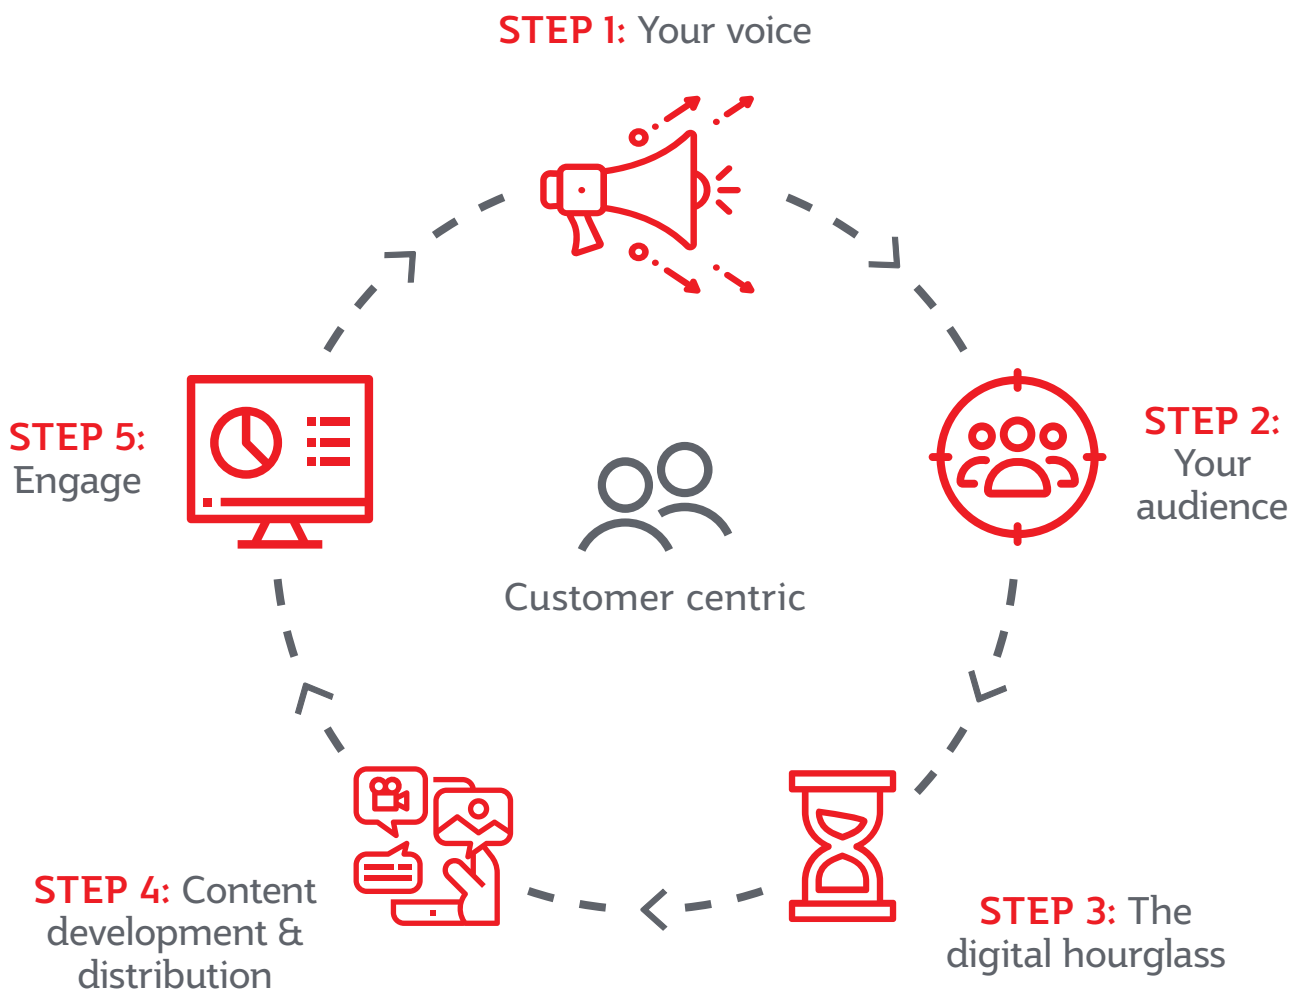 STEP 1: Your voice
STEP 2:
Your
audience
STEP 3: The
digital hourglass
STEP 4: Content
development &
distribution
STEP 5:
Engage
Customer centric